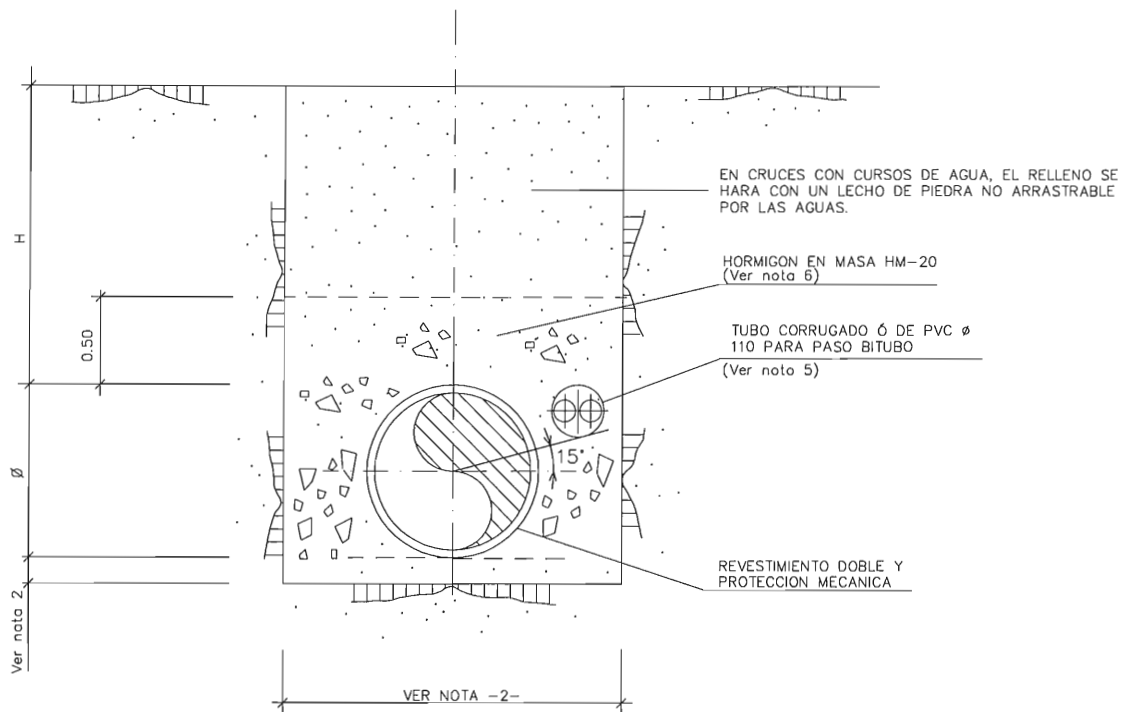 EN CRUCES CON CURSOS DE AGUA, EL RELLENO SE
HARA CON UN LECHO DE PIEDRA NO ARRASTRABLE
POR LAS AGUAS.
H
HORMIGON EN MASA HM-20
(Ver nota 6)
0.50
TUBO CORRUGADO Ó DE PVC ø
110 PARA PASO BITUBO
(Ver nota 5)
15°
Ø
REVESTIMIENTO DOBLE Y
PROTECCION MECANICA
Ver nota 2
VER NOTA -2-